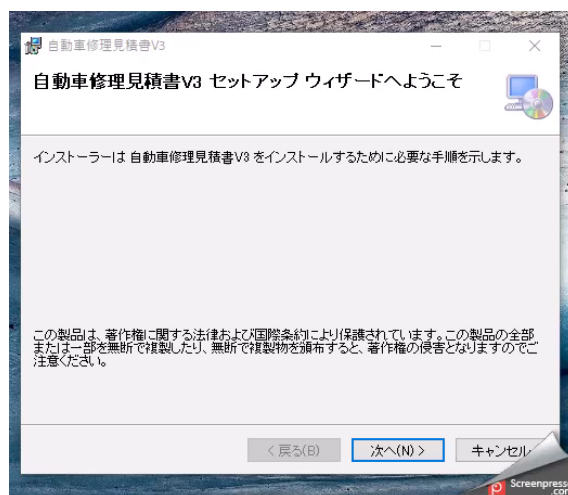 自動車修理見積書V3
自動車修理見積書V3 セットアップ ウィザードへようこそ
インストーラーは 自動車修理見積書V3 をインストールするために必要な手順を示します。
この製品は、著作権に関する法律および国際条約により保護されています。この製品の全部
または一部を無断で複製したり、無断で複製物を頒布すると、著作権の侵害となりますのでご
注意ください。
< 戻る(B)
次へ(N) >
キャンセル
Screenpresso
.com